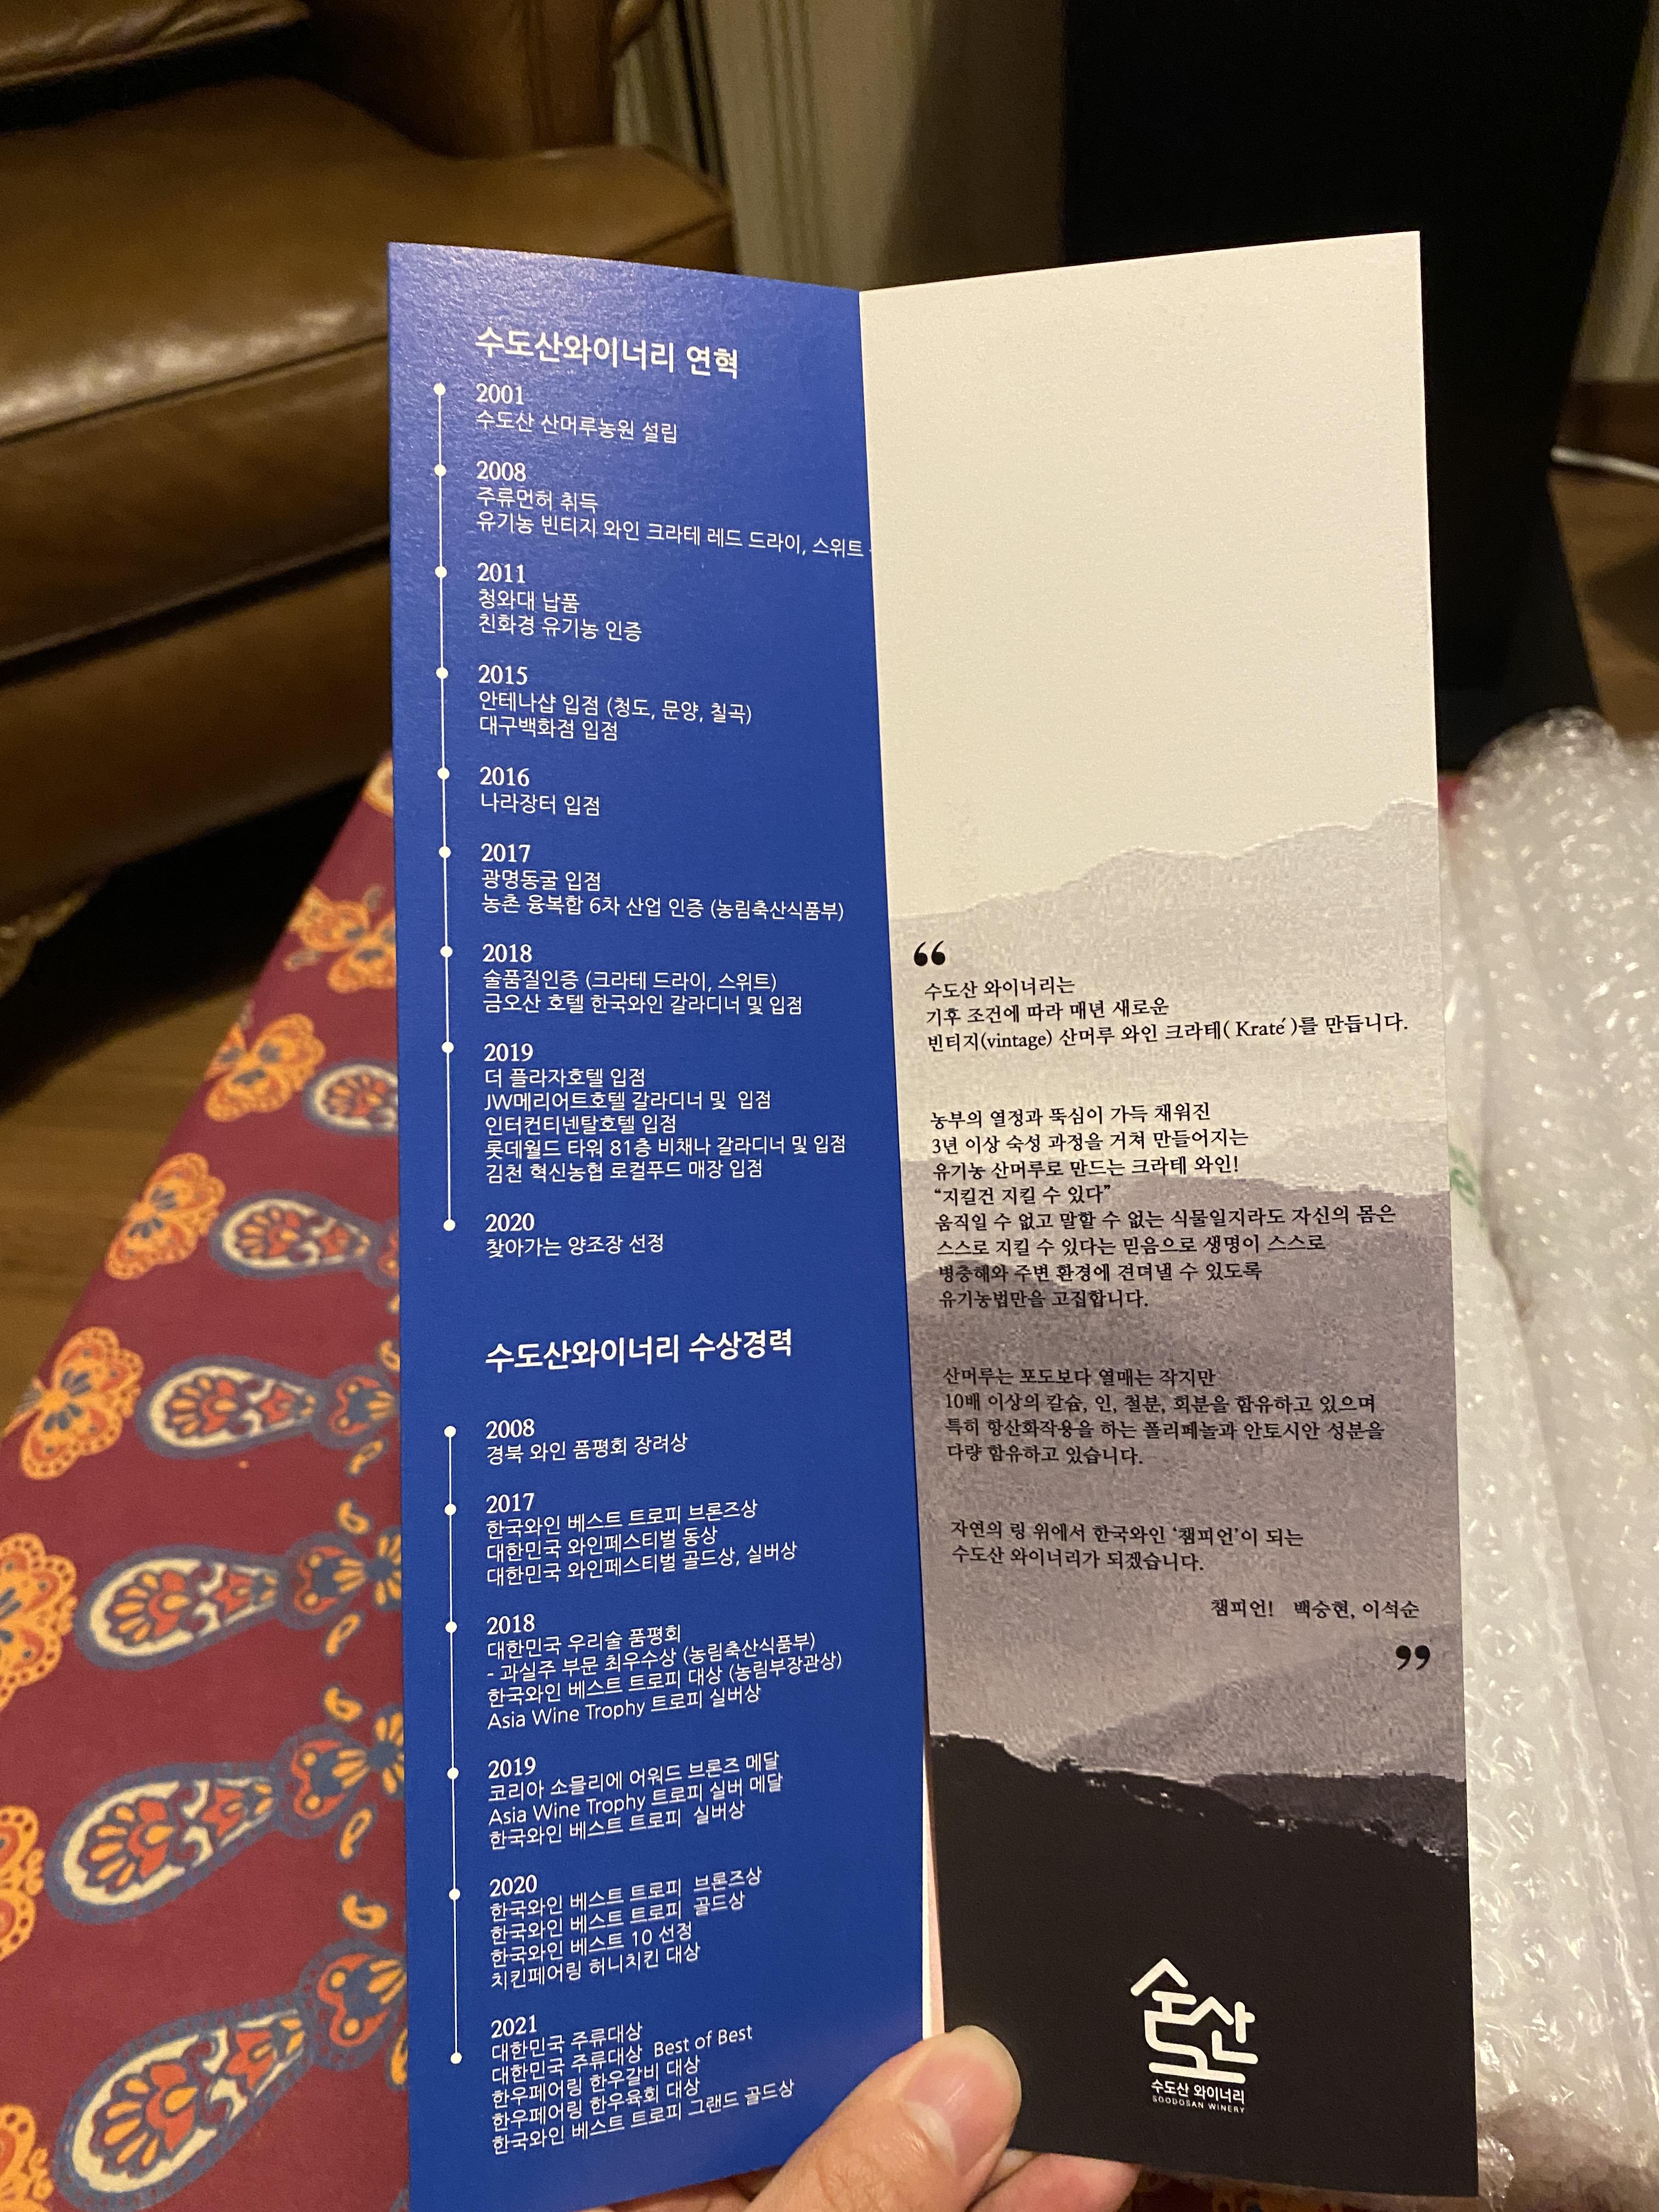 수도산와이너리 연혁
2001
수도산 산머루농원 설립
2008
주류먼허 취득
유기농 빈티지 와인 크라테 레드 드라이, 스위트
2011
청와대 납품
친화경 유기농 인증
2015
안테나샵 입점 (청도, 문양, 칠곡)
대구백화점 입점
2016
나라장터 입점
2017
광명동굴 입점
농촌 융복합 6차 산업 인증 (농림축산식품부)
2018
술품질인증 (크라테 드라이, 스위트)
금오산 호텔 한국와인 갈라디너 및 입점
2019
더 플라자호텔 입점
JW메리어트호텔 갈라디너 및 입점
인터컨티넨탈호텔 입점
롯데월드 타워 81층 비채나 갈라디너 및 입점
김천 혁신농협 로컬푸드 매장 입점
2020
찾아가는 양조장 선정
수도산와이너리 수상경력
2008
경북 와인 품평회 장려상
2017
한국와인 베스트 트로피 브론즈상
대한민국 와인페스티벌 동상
대한민국 와인페스티벌 골드상, 실버상
2018
대한민국 우리술 품평회
- 과실주 부문 최우수상 (농림축산식품부)
한국와인 베스트 트로피 대상 (농림부장관상)
Asia Wine Trophy 트로피 실버상
2019
코리아 소믈리에 어워드 브론즈 메달
Asia Wine Trophy 트로피 실버 메달
한국와인 베스트 트로피 실버상
2020
한국와인 베스트 트로피 브론즈상
한국와인 베스트 트로피 골드상
한국와인 베스트 10 선정
치킨페어링 허니치킨 대상
2021
대한민국 주류대상
대한민국 주류대상 Best of Best
한우페어링 한우갈비 대상
한우페어링 한우육회 대상
한국와인 베스트 트로피 그랜드 골드상
“
수도산 와이너리는
기후 조건에 따라 매년 새로운
빈티지(vintage) 산머루 와인 크라테( Kraté )를 만듭니다.
농부의 열정과 뚝심이 가득 채워진
3년 이상 숙성 과정을 거쳐 만들어지는
유기농 산머루로 만드는 크라테 와인!
“지킬건 지킬 수 있다”
움직일 수 없고 말할 수 없는 식물일지라도 자신의 몸은
스스로 지킬 수 있다는 믿음으로 생명이 스스로
병충해와 주변 환경에 견뎌낼 수 있도록
유기농법만을 고집합니다.
산머루는 포도보다 열매는 작지만
10배 이상의 칼슘, 인, 철분, 회분을 함유하고 있으며
특히 항산화작용을 하는 폴리페놀과 안토시안 성분을
다량 함유하고 있습니다.
자연의 링 위에서 한국와인 ‘챔피언’이 되는
수도산 와이너리가 되겠습니다.
챔피언! 백승현, 이석순
”
수도산
수도산 와이너리
SOODOSAN WINERY